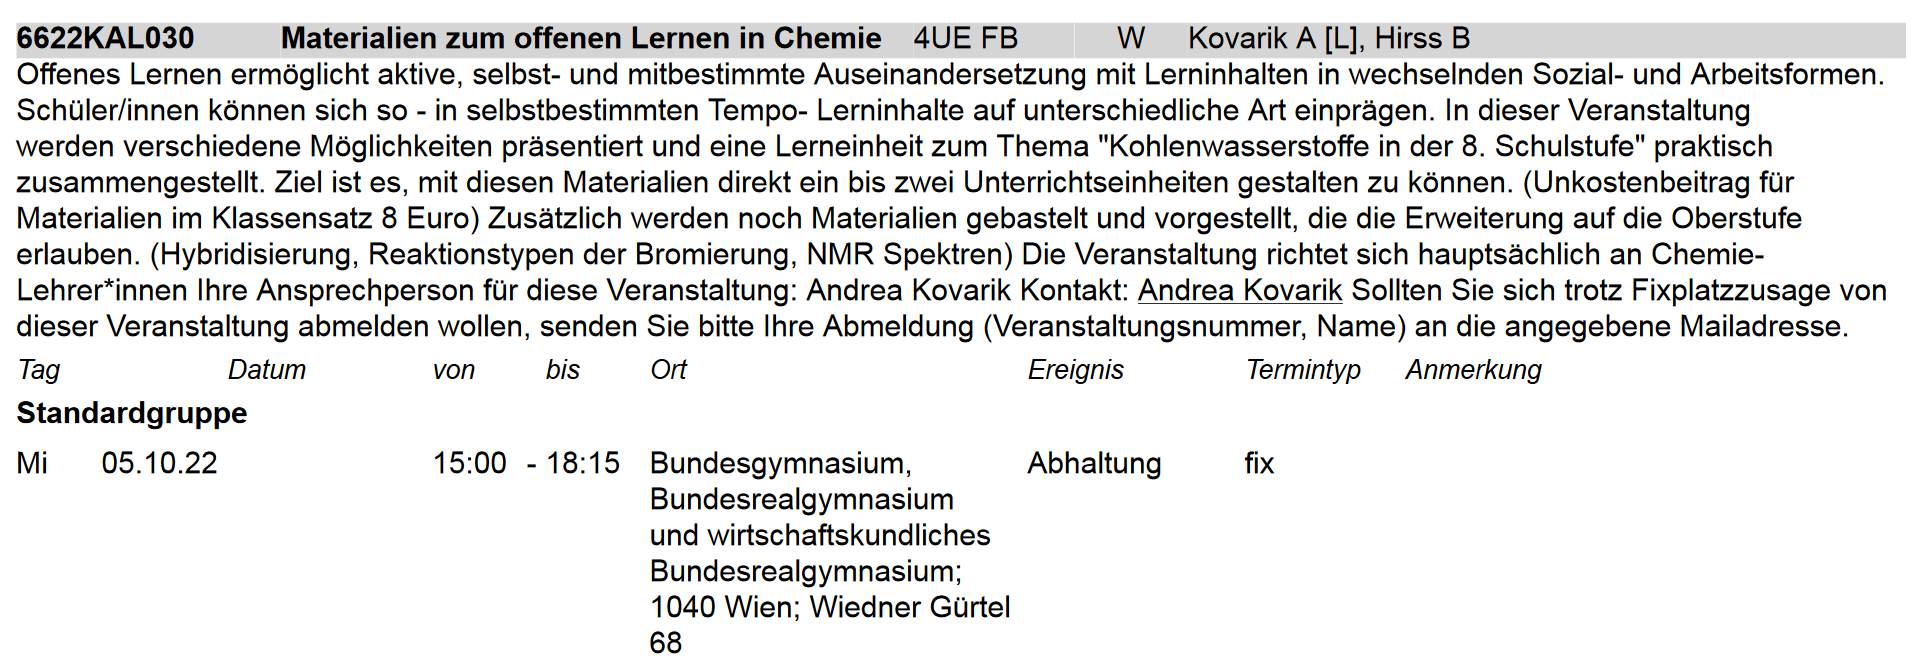 6622KAL030 Materialien zum offenen Lernen in Chemie 4UE FB W Kovarik A [L], Hirss B
Offenes Lernen ermöglicht aktive, selbst- und mitbestimmte Auseinandersetzung mit Lerninhalten in wechselnden Sozial- und Arbeitsformen.
Schüler/innen können sich so - in selbstbestimmten Tempo- Lerninhalte auf unterschiedliche Art einprägen. In dieser Veranstaltung
werden verschiedene Möglichkeiten präsentiert und eine Lerneinheit zum Thema "Kohlenwasserstoffe in der 8. Schulstufe" praktisch
zusammengestellt. Ziel ist es, mit diesen Materialien direkt ein bis zwei Unterrichtseinheiten gestalten zu können. (Unkostenbeitrag für
Materialien im Klassensatz 8 Euro) Zusätzlich werden noch Materialien gebastelt und vorgestellt, die die Erweiterung auf die Oberstufe
erlauben. (Hybridisierung, Reaktionstypen der Bromierung, NMR Spektren) Die Veranstaltung richtet sich hauptsächlich an Chemie-
Lehrer*innen Ihre Ansprechperson für diese Veranstaltung: Andrea Kovarik Kontakt: Andrea Kovarik Sollten Sie sich trotz Fixplatzzusage von
dieser Veranstaltung abmelden wollen, senden Sie bitte Ihre Abmeldung (Veranstaltungsnummer, Name) an die angegebene Mailadresse.
Tag Datum von bis Ort Ereignis Termintyp Anmerkung
Standardgruppe
Mi 05.10.22 15:00 - 18:15 Bundesgymnasium, Abhaltung fix
Bundesrealgymnasium
und wirtschaftskundliches
Bundesrealgymnasium;
1040 Wien; Wiedner Gürtel
68